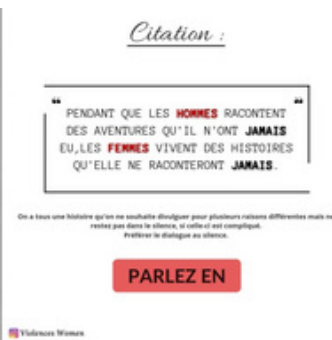 Citation :
" PENDANT QUE LES HOMMES RACONTENT "
DES AVENTURES QU'IL N'ONT JAMAIS
EU,LES FEMMES VIVENT DES HISTOIRES
QU'ELLE NE RACONTERONT JAMAIS.
On a tous une histoire qu'on ne souhaite divulguer pour plusieurs raisons différentes mais ne
restez pas dans le silence, si celle-ci est compliqué.
Préférer le dialogue au silence.
PARLEZ EN
Violences Women